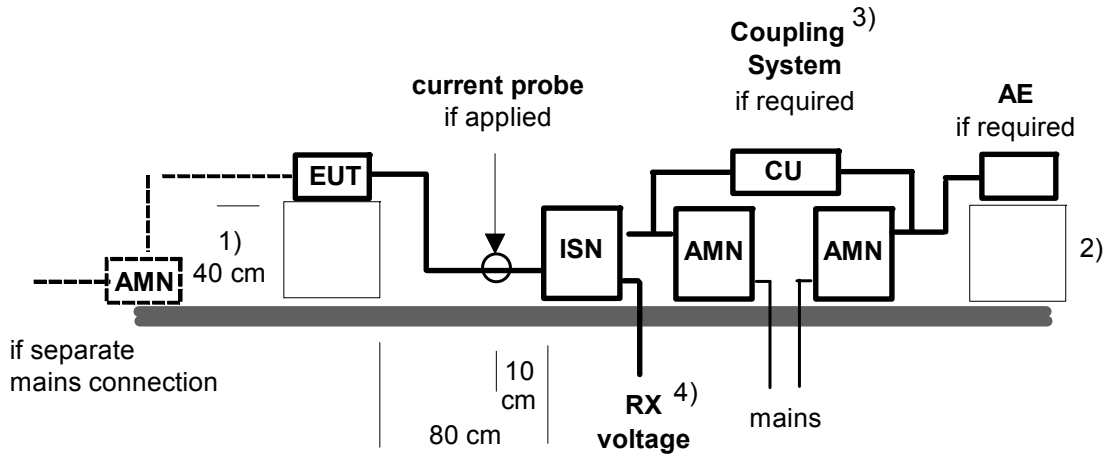 Coupling 3)
System
if required
current probe
if applied
AE
if required
EUT
CU
1)
40 cm
AMN
ISN
AMN
AMN
2)
if separate
mains connection
10
cm
80 cm
RX 4)
voltage
mains